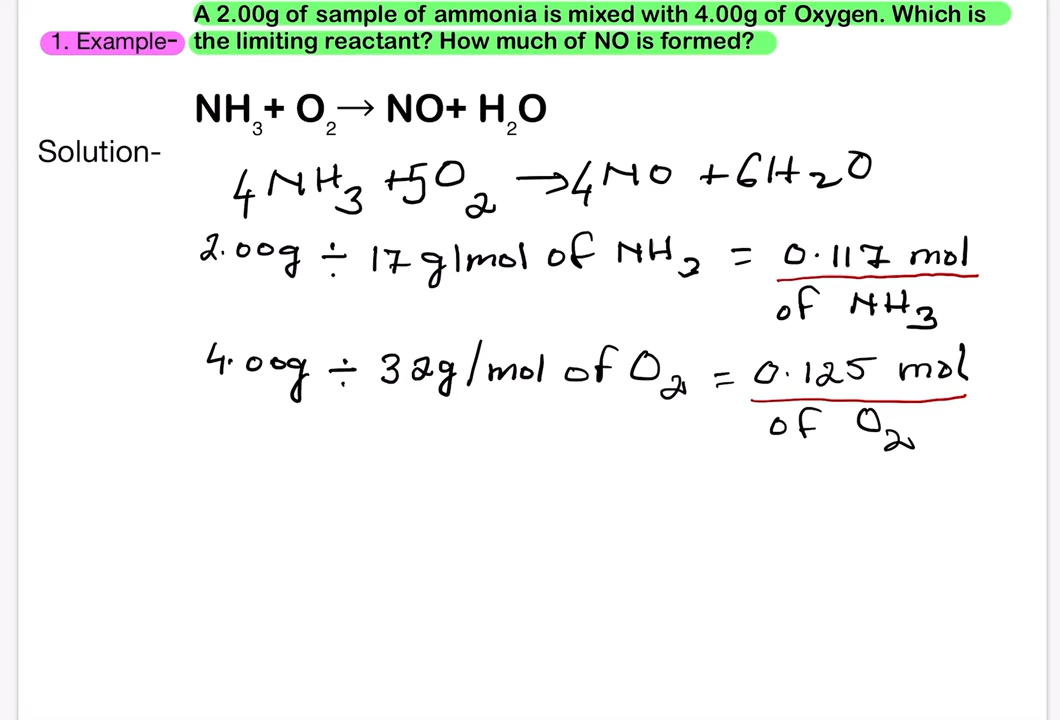 A 2.00g of sample of ammonia is mixed with 4.00g of Oxygen. Which is
1. Example- the limiting reactant? How much of NO is formed?
NH₃+ O₂→ NO+ H₂O
Solution-
4NH₃ +5O₂ →4NO +6H₂O
2.00g ÷ 17 g/mol of NH₃ = 0.117 mol
of NH₃
4.00g ÷ 32g/mol of O₂ = 0.125 mol
of O₂